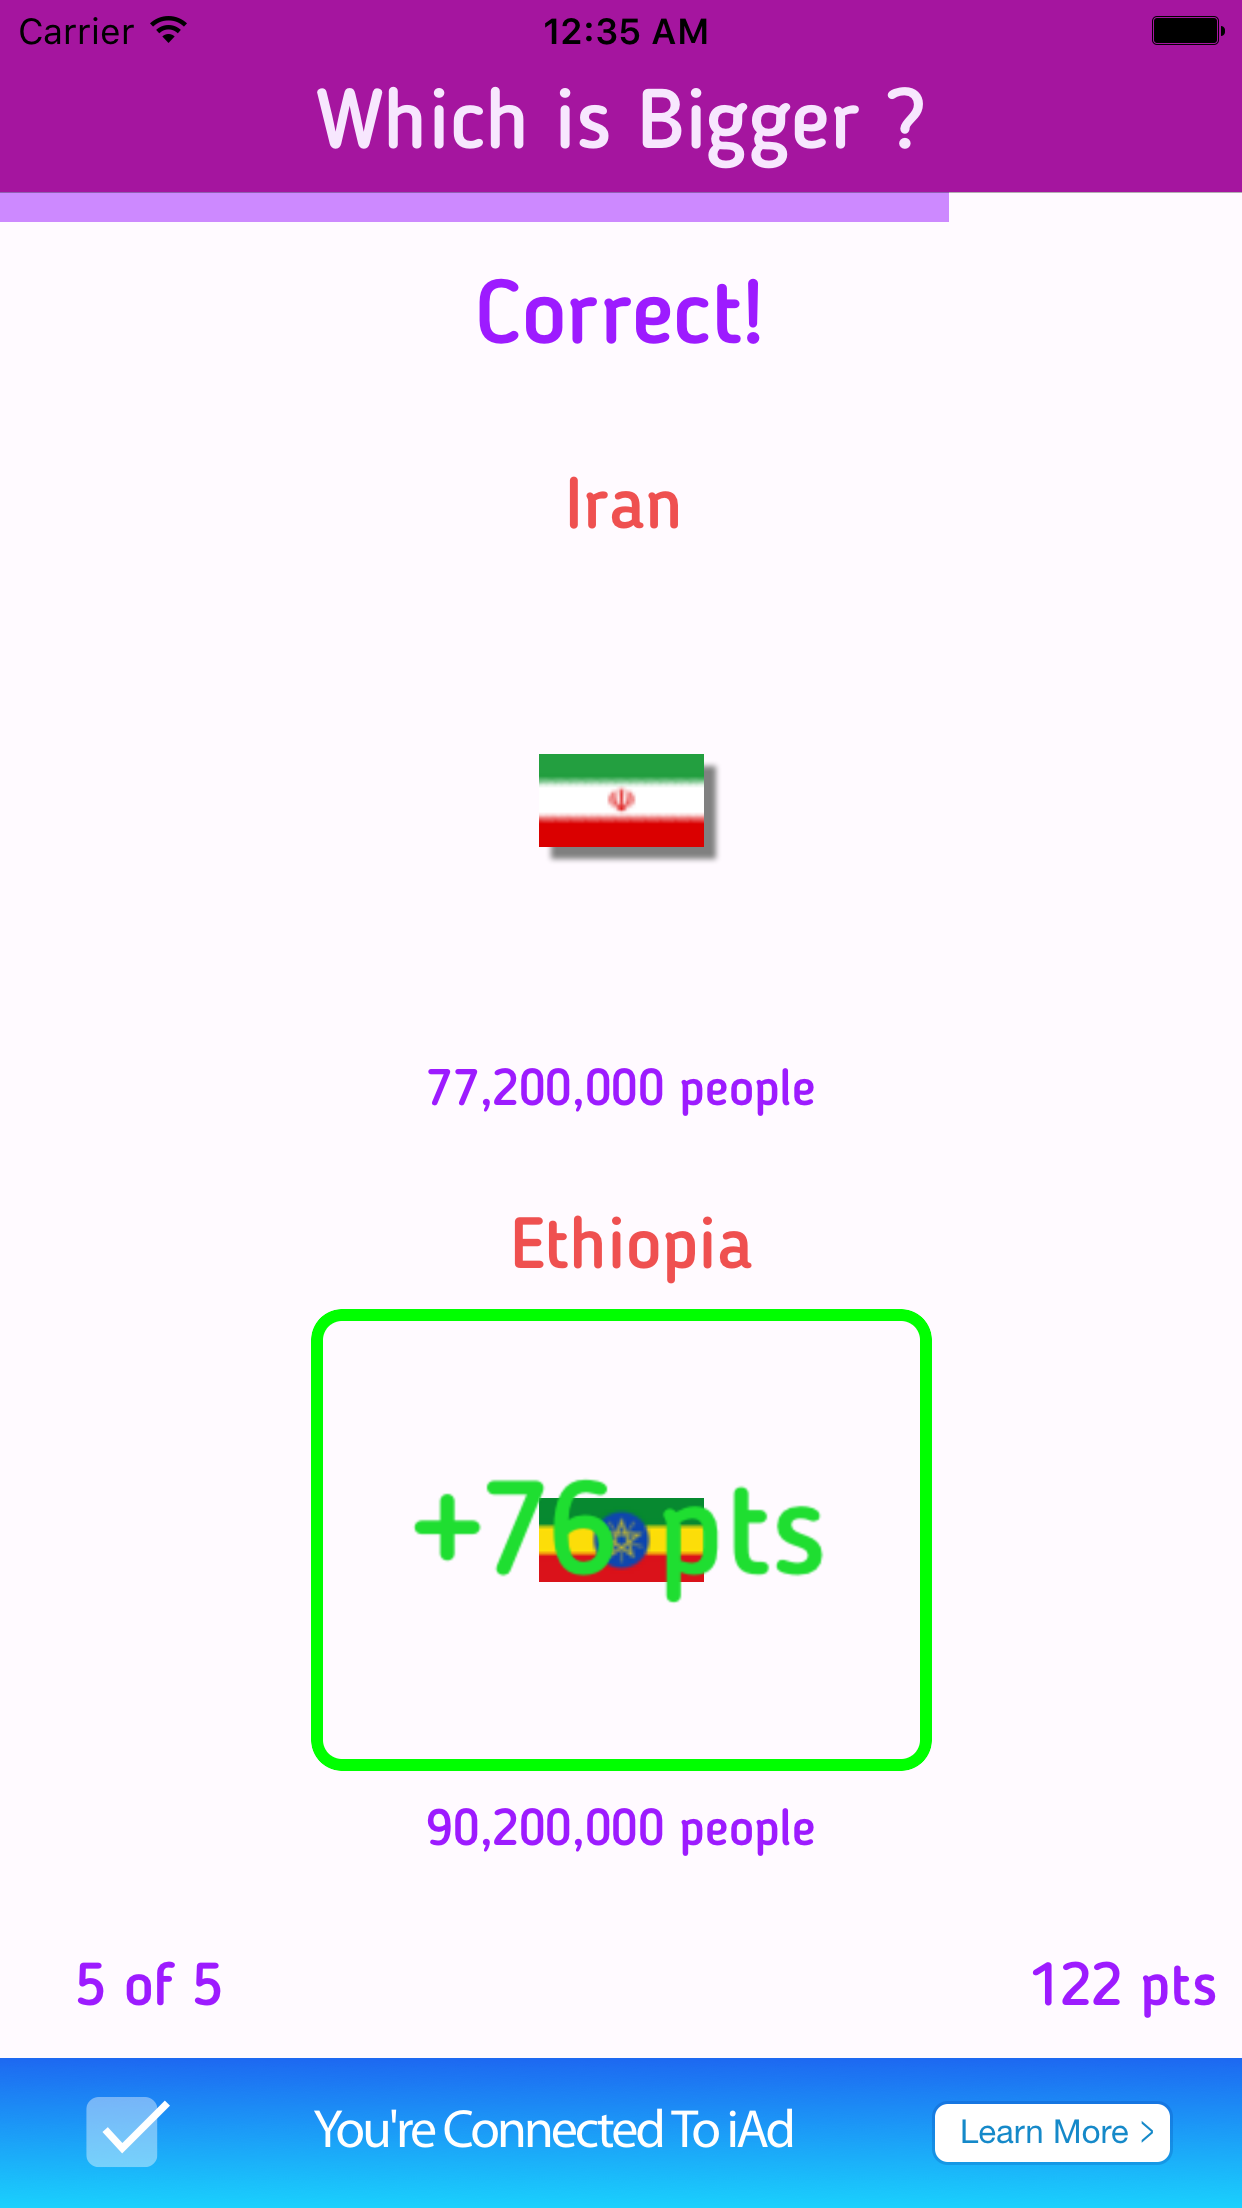 Carrier 12:35 AM
Which is Bigger ?
Correct!
Iran
77,200,000 people
Ethiopia
+76 pts
90,200,000 people
5 of 5 122 pts
You're Connected To iAd Learn More >